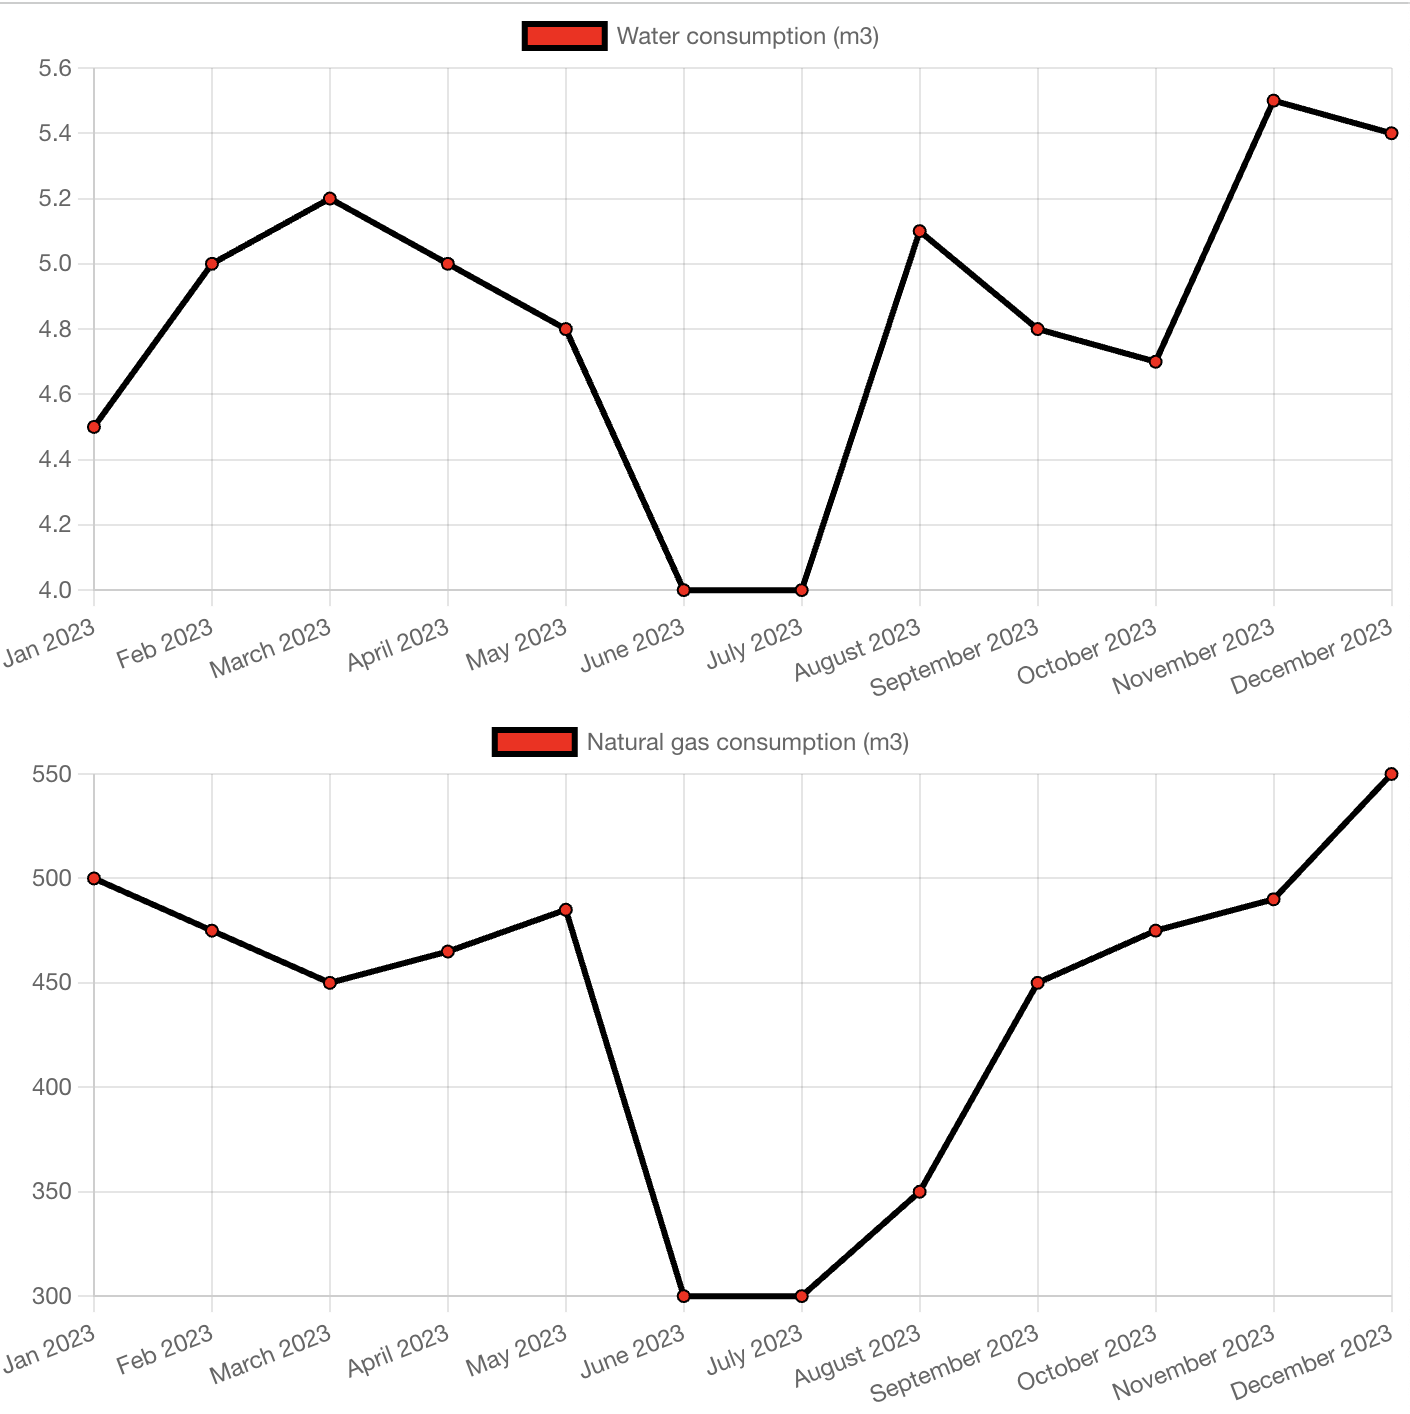 Water consumption (m3)
5.6
5.4
5.2
5.0
4.8
4.6
4.4
4.2
4.0
Jan 2023
Feb 2023
March 2023
April 2023
May 2023
June 2023
July 2023
August 2023
September 2023
October 2023
November 2023
December 2023
Natural gas consumption (m3)
550
500
450
400
350
300
Jan 2023
Feb 2023
March 2023
April 2023
May 2023
June 2023
July 2023
August 2023
September 2023
October 2023
November 2023
December 2023